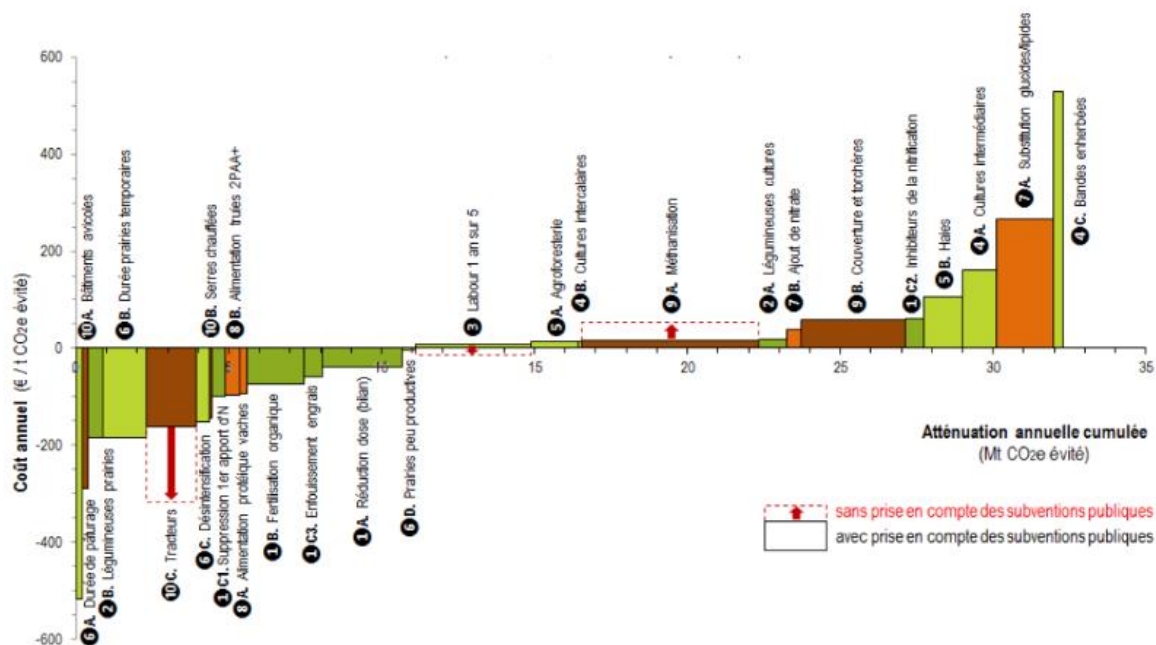 600
400
200
0
-200
-400
-600
0
5
10
15
20
25
30
35
Coût annuel (€ / t CO2e évité)
Atténuation annuelle cumulée
(Mt CO2e évité)
6 A. Durée de pâturage
10 A. Bâtiments avicoles
2 B. Légumineuses prairies
6 B. Durée prairies temporaires
10 C. Tracteurs
6 C. Désintensification
10 B. Serres chauffées
1 C1. Suppression 1er apport d'N
8 B. Alimentation truies 2PAA+
8 A. Alimentation protéique vaches
1 B. Fertilisation organique
1 C3. Enfouissement engrais
1 A. Réduction dose (bilan)
6 D. Prairies peu productives
3 Labour 1 an sur 5
5 A. Agroforesterie
4 B. Cultures intercalaires
9 A. Méthanisation
2 A. Légumineuses cultures
7 B. Ajout de nitrate
9 B. Couverture et torchères
1 C2. Inhibiteurs de la nitrification
5 B. Haies
4 A. Cultures intermédiaires
7 A. Substitution glucides/lipides
4 C. Bandes enherbées
sans prise en compte des subventions publiques
avec prise en compte des subventions publiques